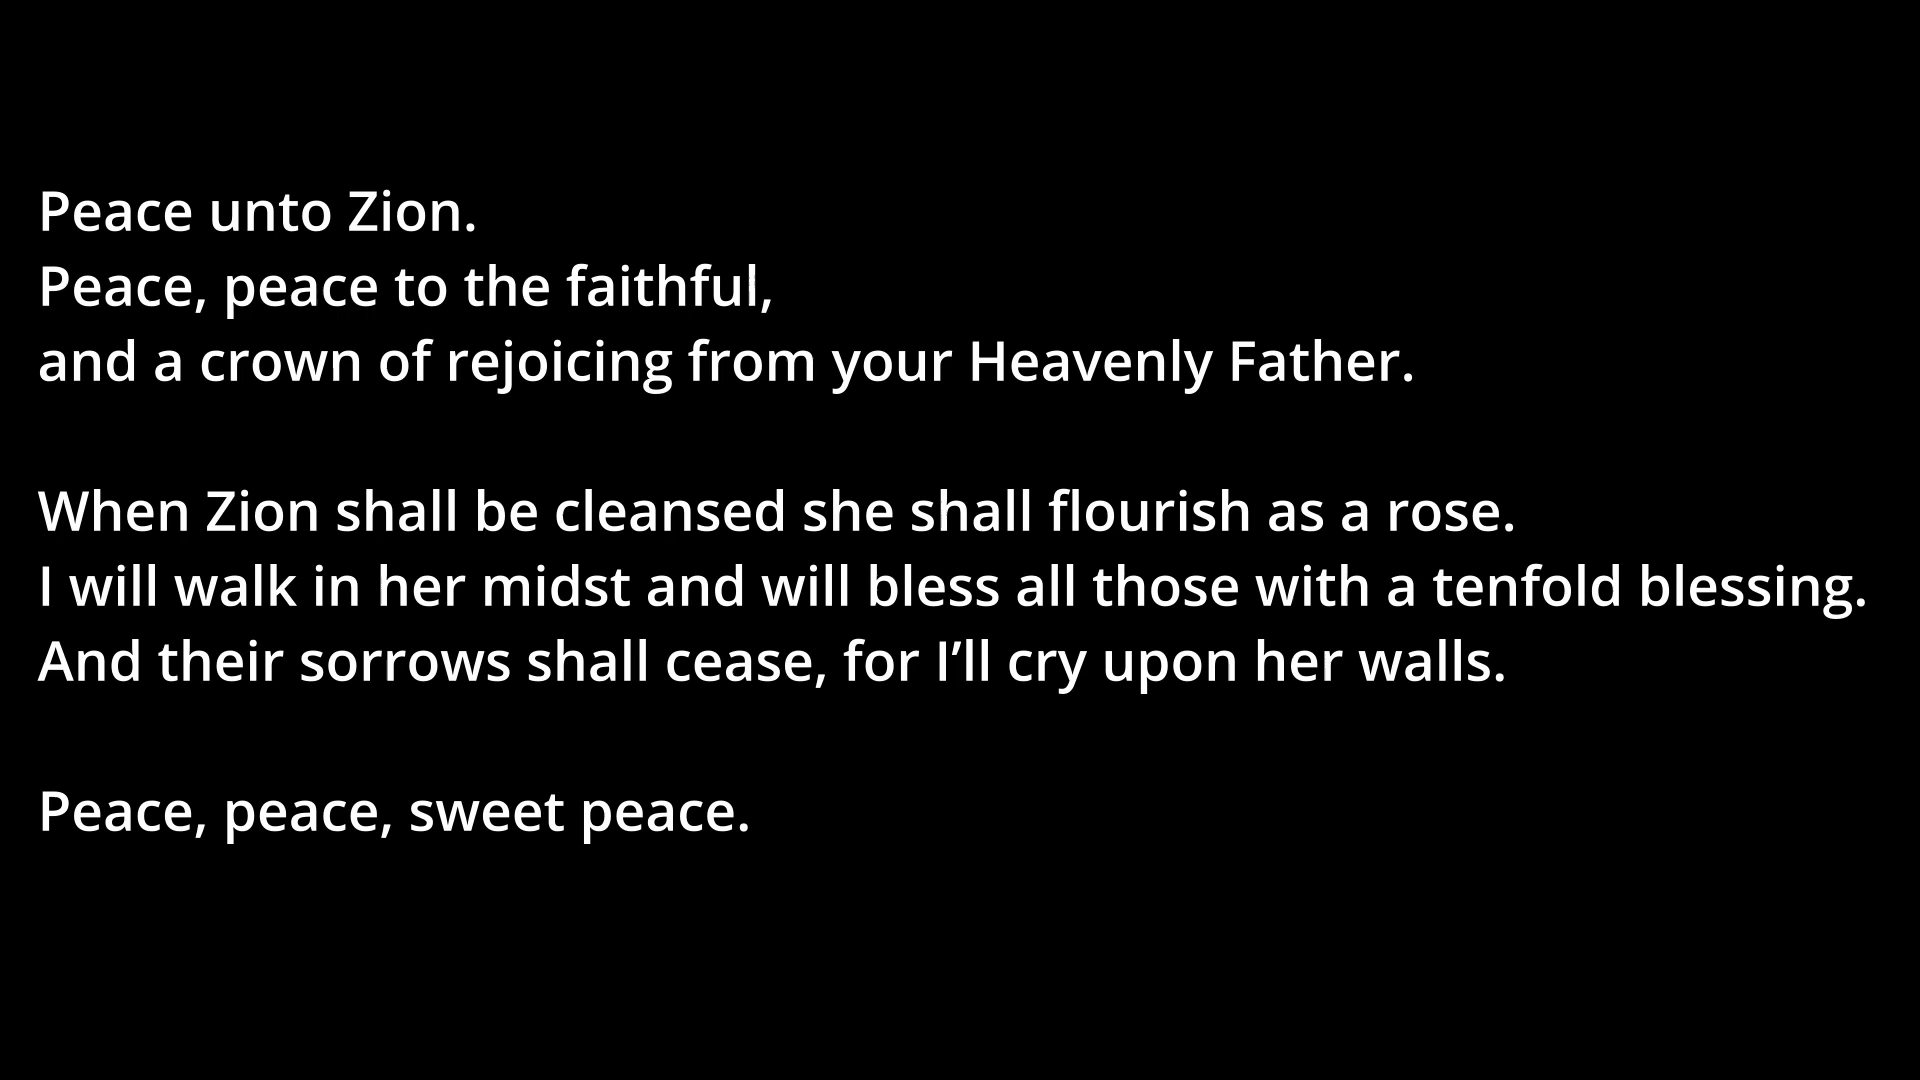 Peace unto Zion.
Peace, peace to the faithful,
and a crown of rejoicing from your Heavenly Father.
When Zion shall be cleansed she shall flourish as a rose.
I will walk in her midst and will bless all those with a tenfold blessing.
And their sorrows shall cease, for I’ll cry upon her walls.
Peace, peace, sweet peace.